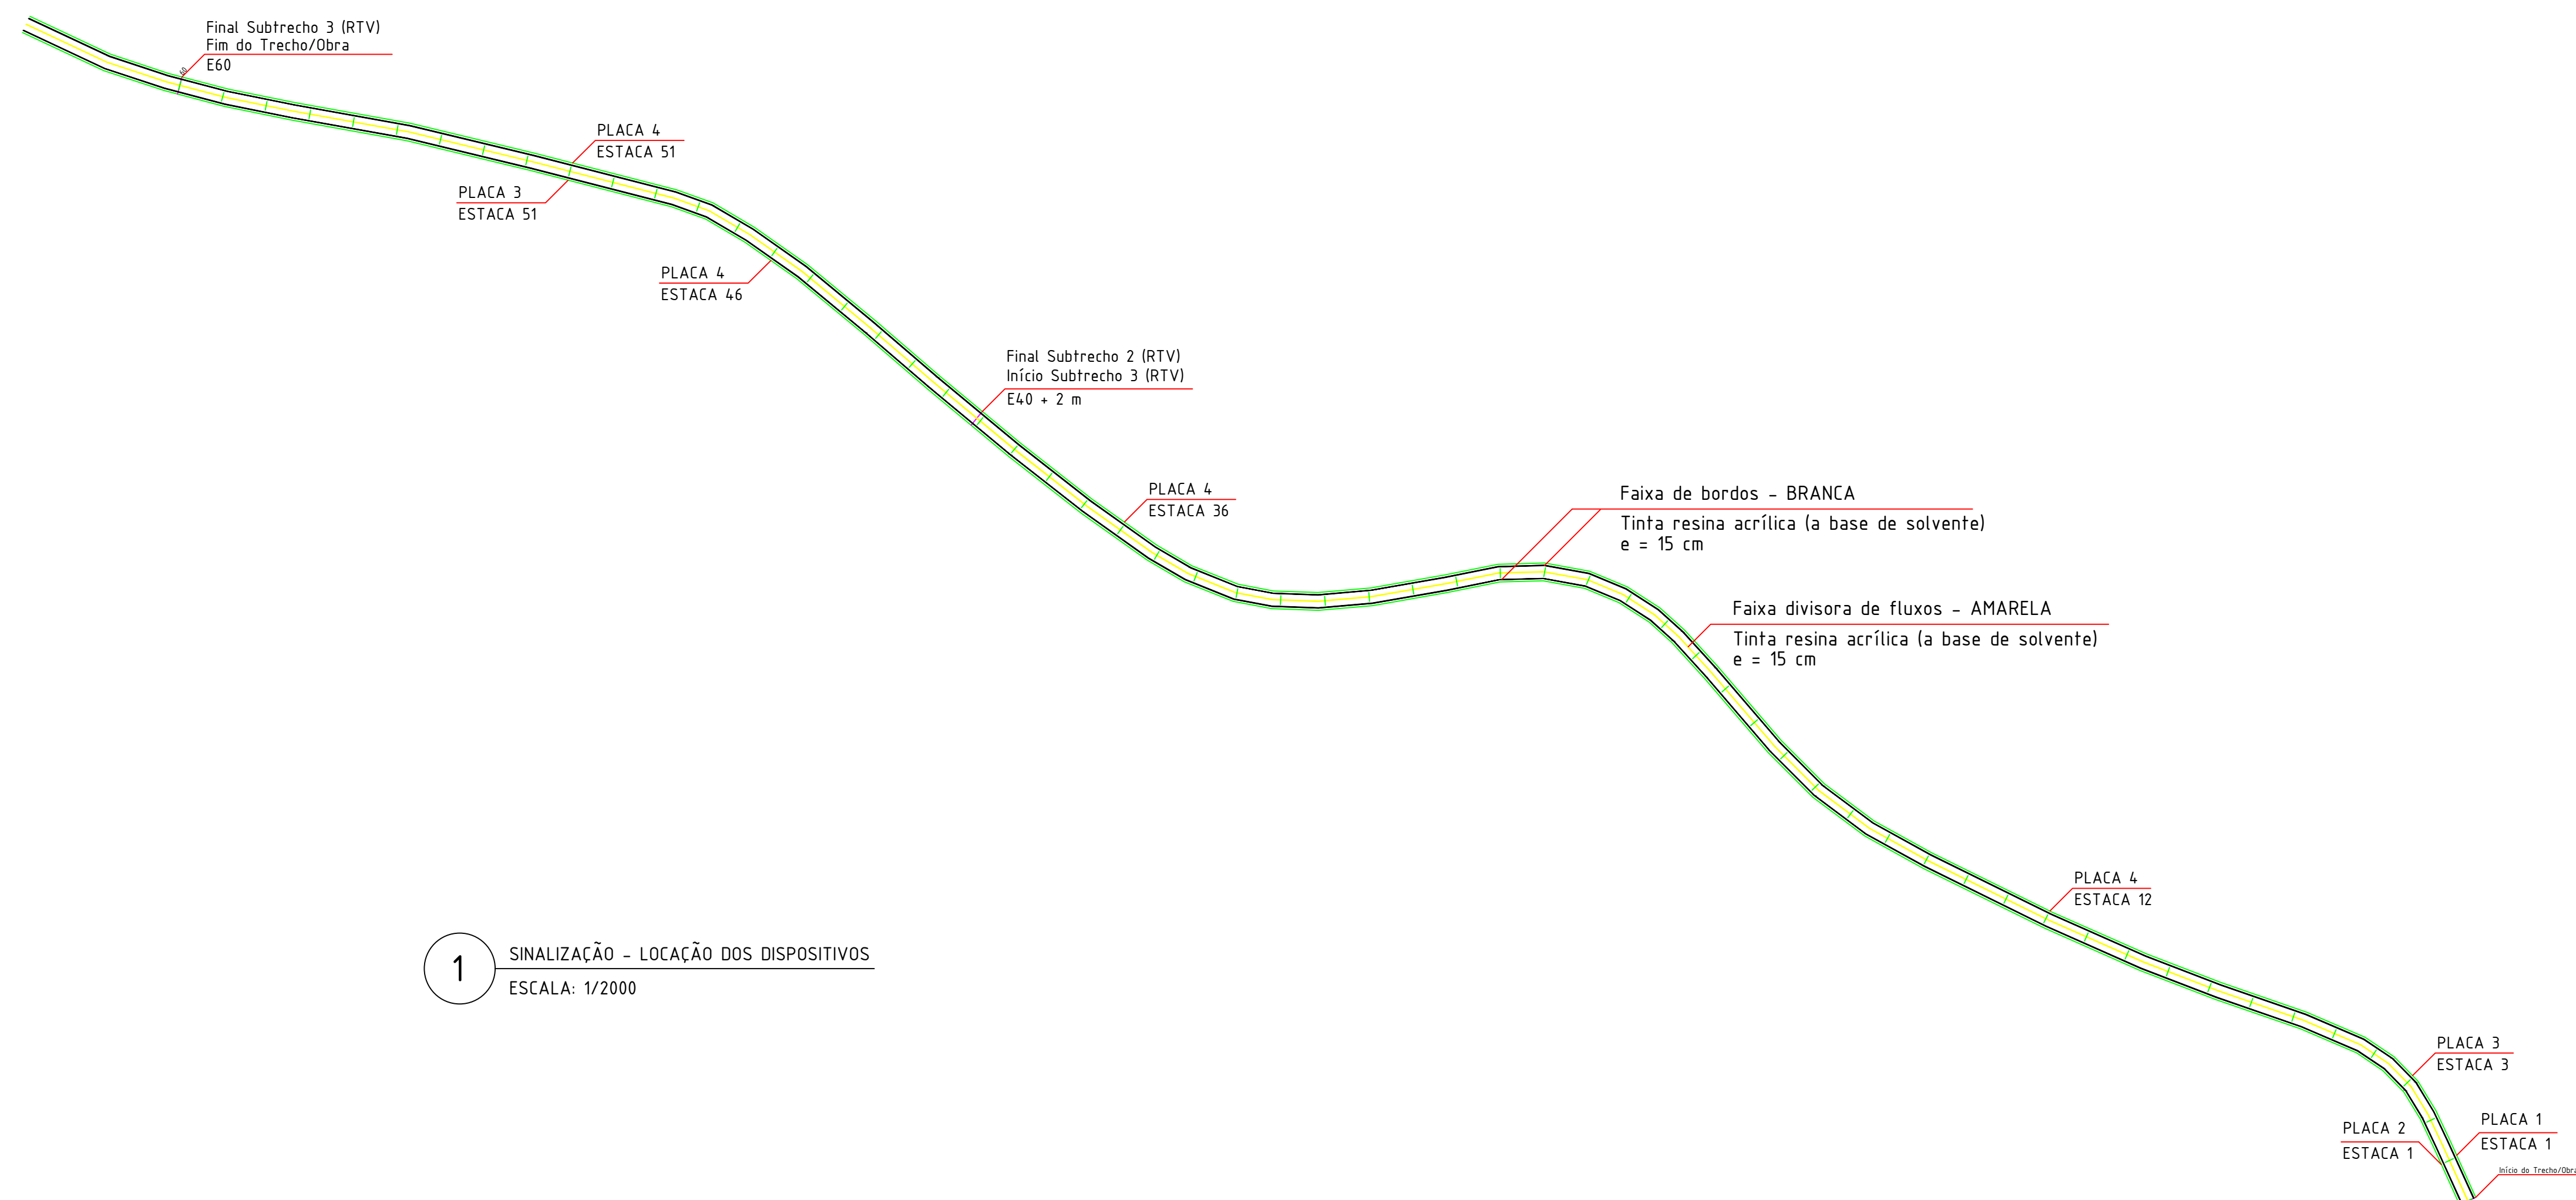 Final Subtrecho 3 (RTV)
Fim do Trecho/Obra
E60
60
PLACA 4
ESTACA 51
PLACA 3
ESTACA 51
PLACA 4
ESTACA 46
Final Subtrecho 2 (RTV)
Início Subtrecho 3 (RTV)
E40 + 2 m
PLACA 4
ESTACA 36
Faixa de bordos - BRANCA
Tinta resina acrílica (a base de solvente)
e = 15 cm
Faixa divisora de fluxos - AMARELA
Tinta resina acrílica (a base de solvente)
e = 15 cm
PLACA 4
ESTACA 12
1
SINALIZAÇÃO - LOCAÇÃO DOS DISPOSITIVOS
ESCALA: 1/2000
PLACA 3
ESTACA 3
PLACA 1
ESTACA 1
PLACA 2
ESTACA 1
Início do Trecho/Obra